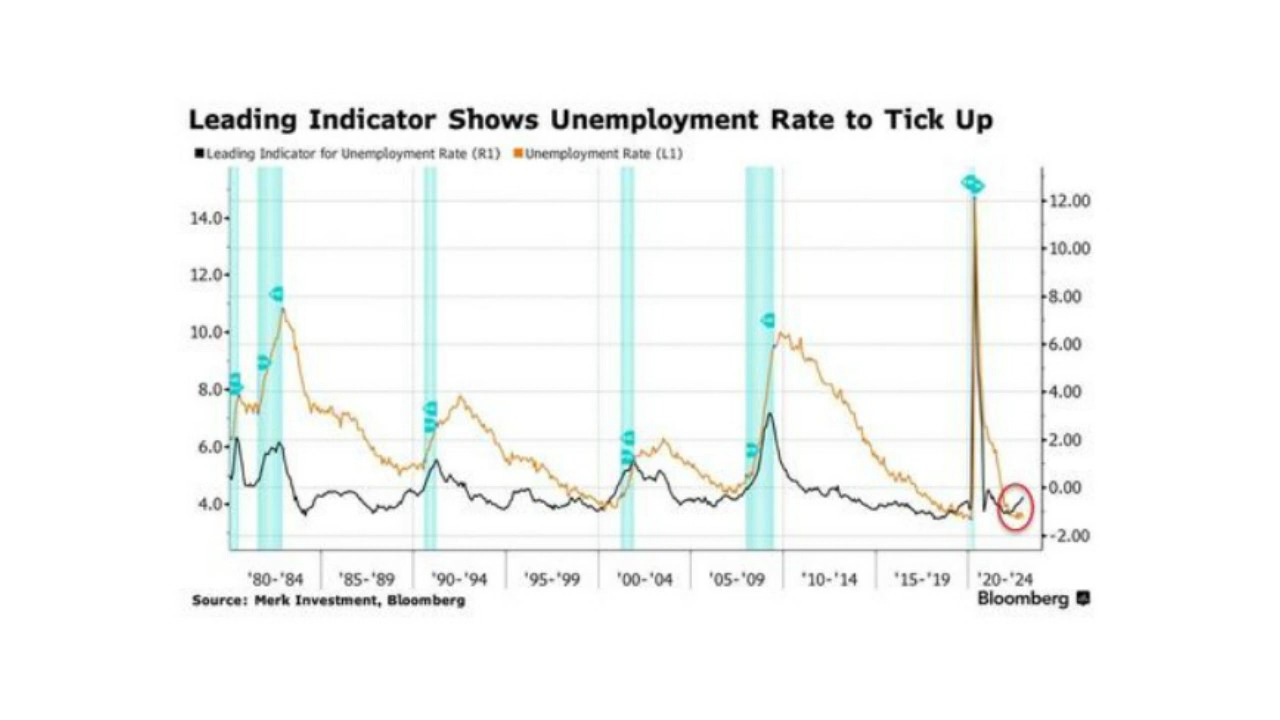 Leading Indicator Shows Unemployment Rate to Tick Up
Leading Indicator for Unemployment Rate (R1) Unemployment Rate (L1)
14.0
12.0
10.0
8.0
6.0
4.0
12.00
10.00
8.00
6.00
4.00
2.00
0.00
-2.00
'80-'84 '85-'89 '90-'94 '95-'99 '00-'04 '05-'09 '10-'14 '15-'19 '20-'24
Source: Merk Investment, Bloomberg
Bloomberg